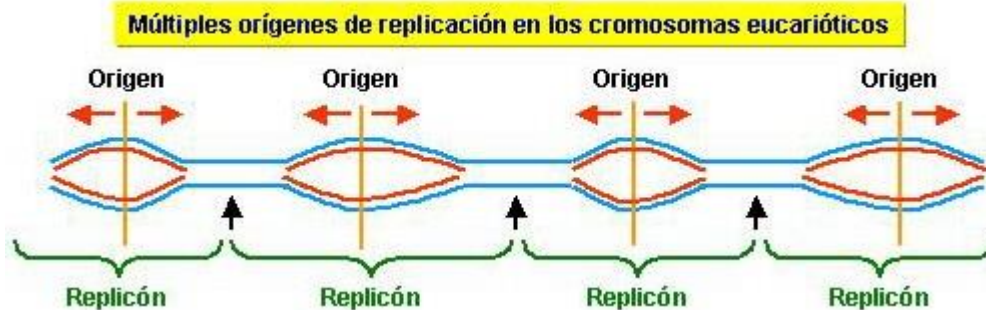 Múltiples orígenes de replicación en los cromosomas eucarióticos
Origen Origen Origen Origen
Replicón Replicón Replicón Replicón